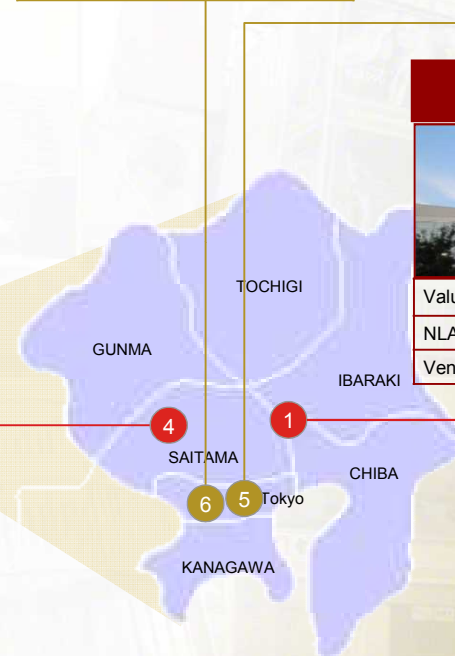 TOCHIGI
Valu
NLA
GUNMA
Ven
IBARAKI
4
1
SAITAMA
CHIBA
6
5
Tokyo
KANAGAWA